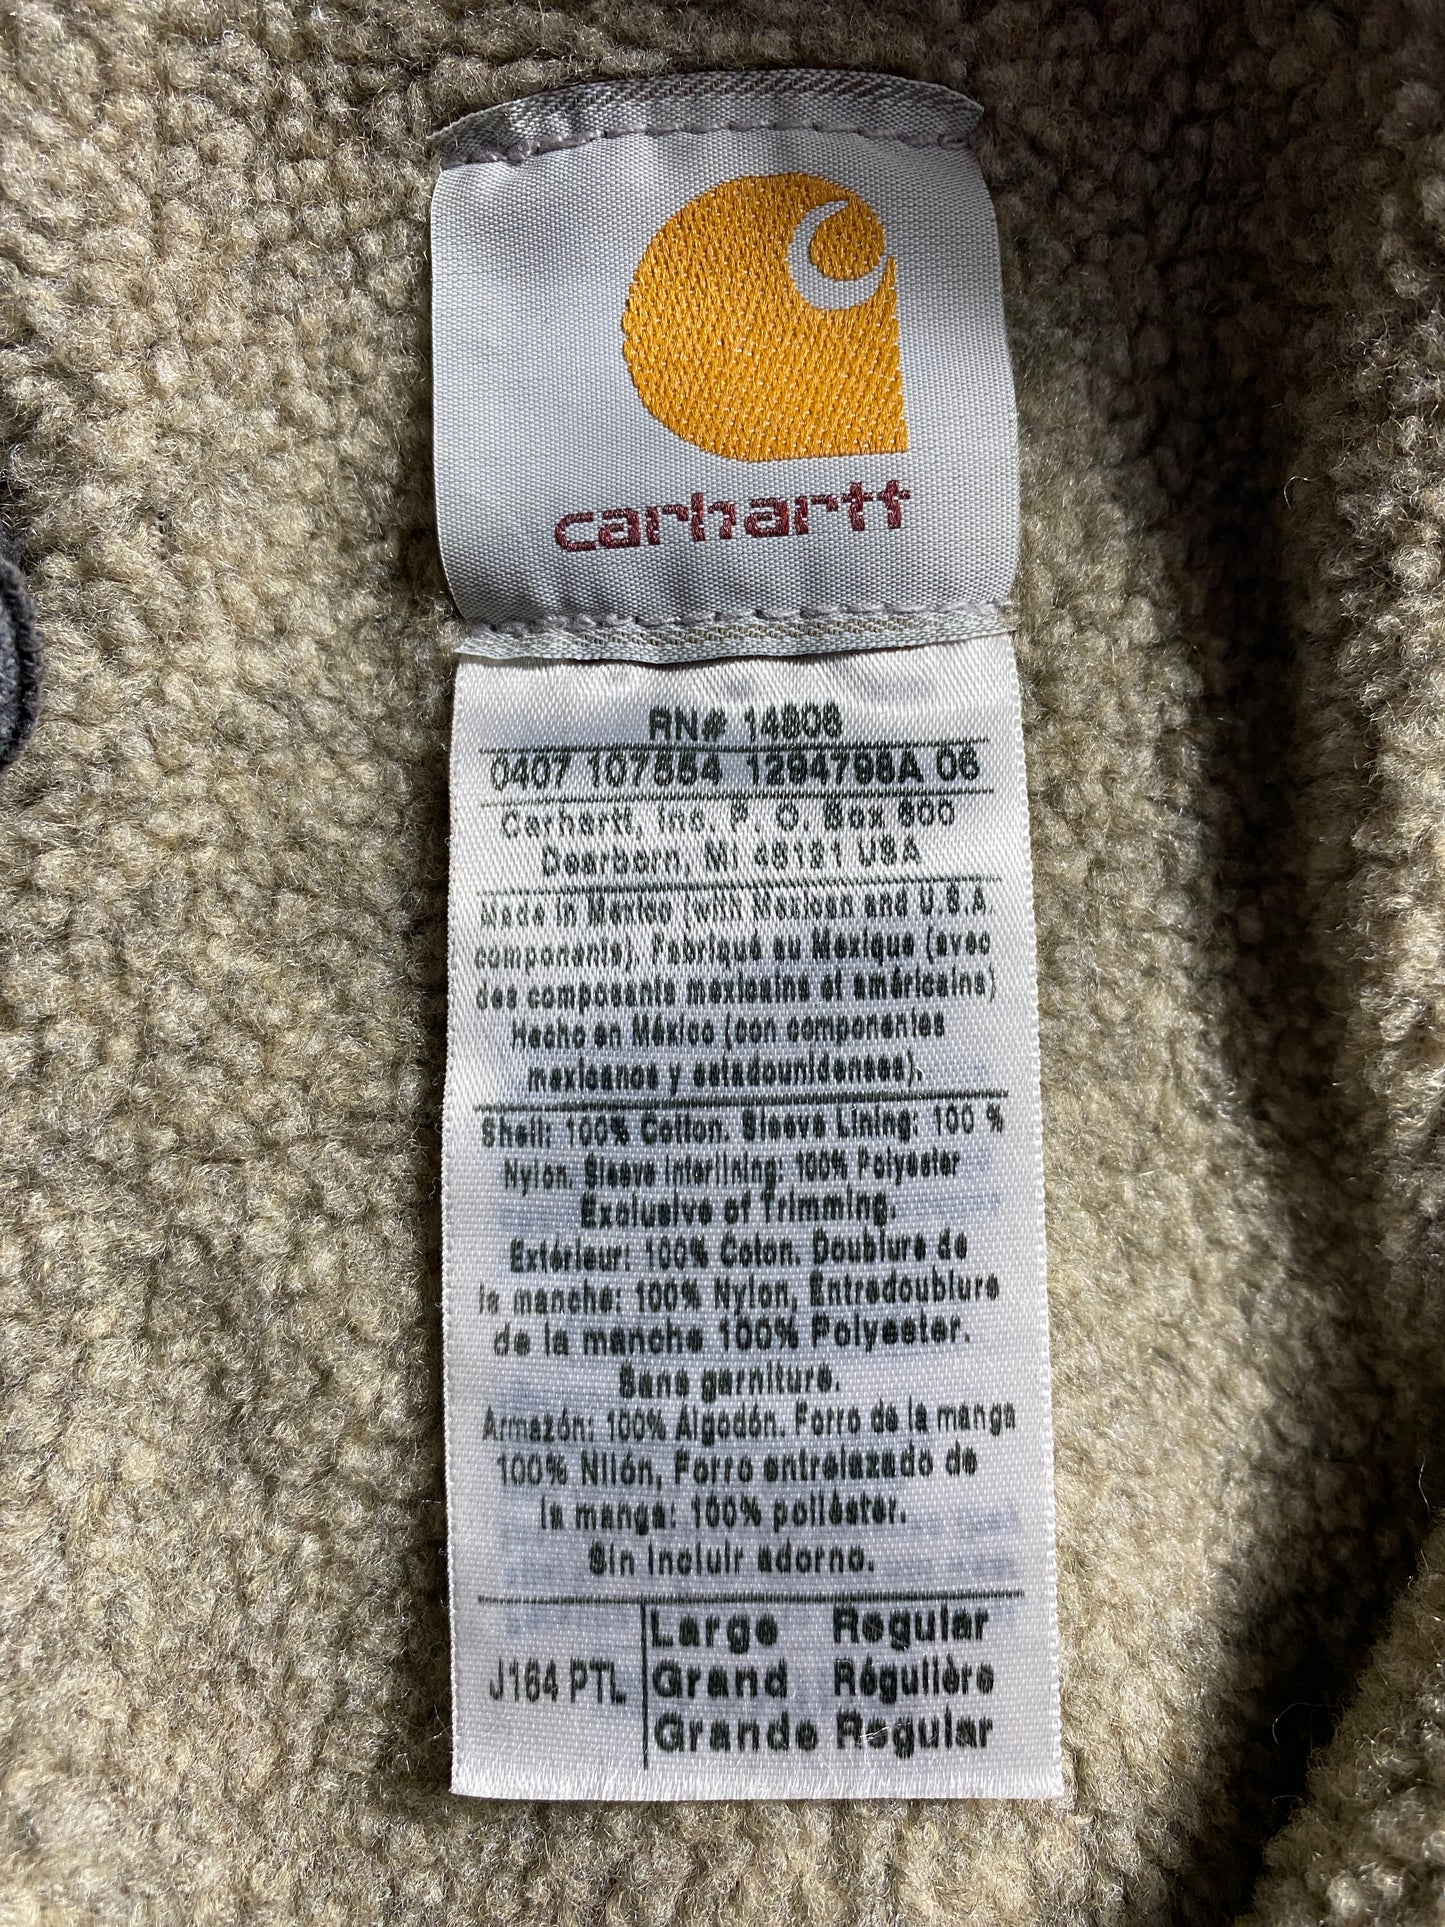 carhartt
RN# 14806
0407 107554 1294798A 06
Carhartt, Inc. P. O. Box 600
Dearborn, MI 48121 USA
Made in Mexico (with Mexican and U.S.A.
components). Fabriqué au Mexique (avec
des composants mexicains et américains)
Hecho en México (con componentes
mexicanos y estadounidenses).
Shell: 100% Cotton. Sleeve Lining: 100 %
Nylon. Sleeve Interlining: 100% Polyester
Exclusive of Trimming.
Extérieur: 100% Coton. Doublure de
la manche: 100% Nylon, Entredoublure
de la manche 100% Polyester.
Sans garniture.
Armazón: 100% Algodón. Forro de la manga
100% Nilón, Forro entrelazado de
la manga: 100% poliéster.
Sin incluir adorno.
Large Regular
J164 PTL Grand Régulière
Grande Regular